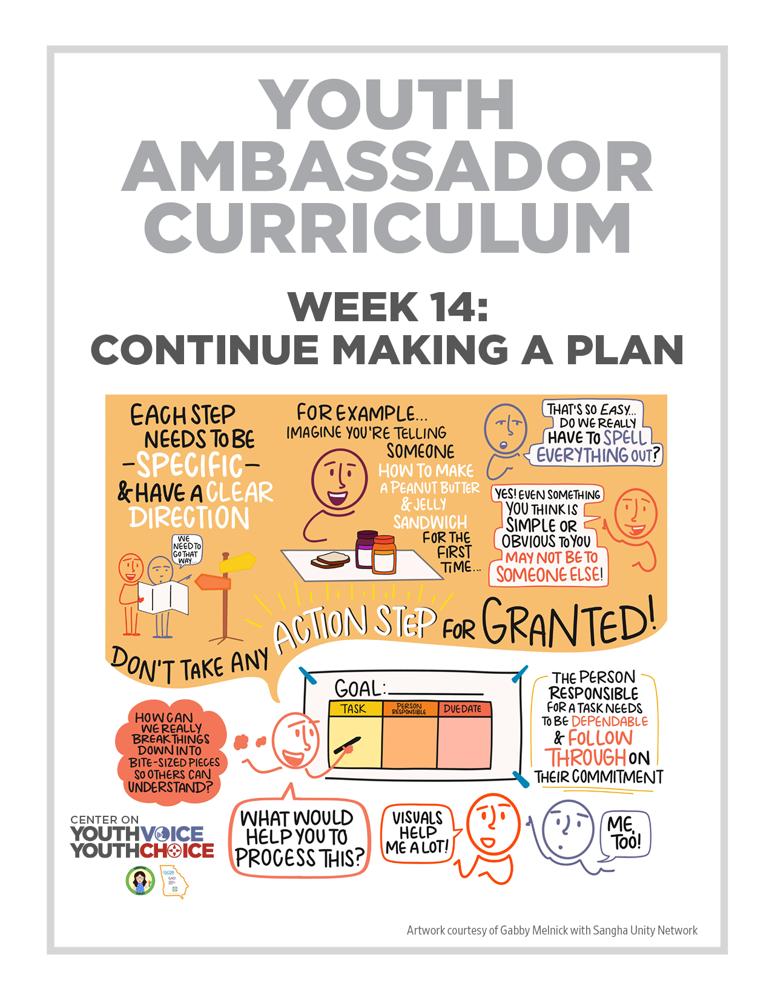 YOUTH
AMBASSADOR
CURRICULUM
WEEK 14:
CONTINUE MAKING A PLAN
EACH STEP
NEEDS TO BE
–SPECIFIC–
& HAVE A CLEAR
DIRECTION
WE
NEED TO
GO THAT
WAY...
FOR EXAMPLE...
IMAGINE YOU'RE TELLING
SOMEONE
HOW TO MAKE
A PEANUT BUTTER
& JELLY
SANDWICH
FOR THE
FIRST
TIME...
THAT'S SO EASY...
DO WE REALLY
HAVE TO SPELL
EVERYTHING OUT?
YES! EVEN SOMETHING
YOU THINK IS
SIMPLE OR
OBVIOUS TO YOU
MAY NOT BE TO
SOMEONE ELSE!
DON'T TAKE ANY ACTION STEP FOR GRANTED!
HOW CAN
WE REALLY
BREAK THINGS
DOWN INTO
BITE-SIZED PIECES
SO OTHERS CAN
UNDERSTAND?
GOAL:
TASK
PERSON
RESPONSIBLE
DUE DATE
THE PERSON
RESPONSIBLE
FOR A TASK NEEDS
TO BE DEPENDABLE
& FOLLOW
THROUGH ON
THEIR COMMITMENT
WHAT WOULD
HELP YOU TO
PROCESS THIS?
VISUALS
HELP
ME A LOT!
ME,
TOO!
CENTER ON
YOUTHVOICE
YOUTHCHOICE
GCDD
GAO
Artwork courtesy of Gabby Melnick with Sangha Unity Network